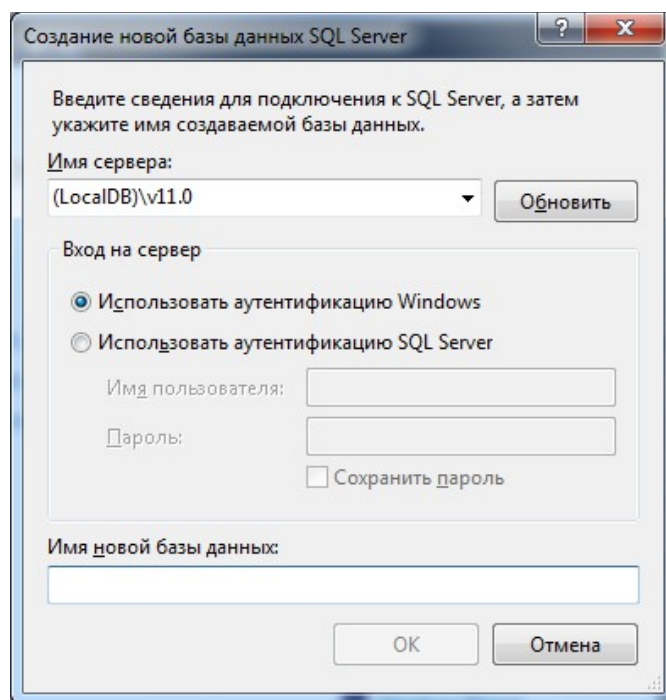 Создание новой базы данных SQL Server
Введите сведения для подключения к SQL Server, а затем
укажите имя создаваемой базы данных.
Имя сервера:
(LocalDB)\v11.0
Обновить
Вход на сервер
Использовать аутентификацию Windows
Использовать аутентификацию SQL Server
Имя пользователя:
Пароль:
Сохранить пароль
Имя новой базы данных:
OK
Отмена